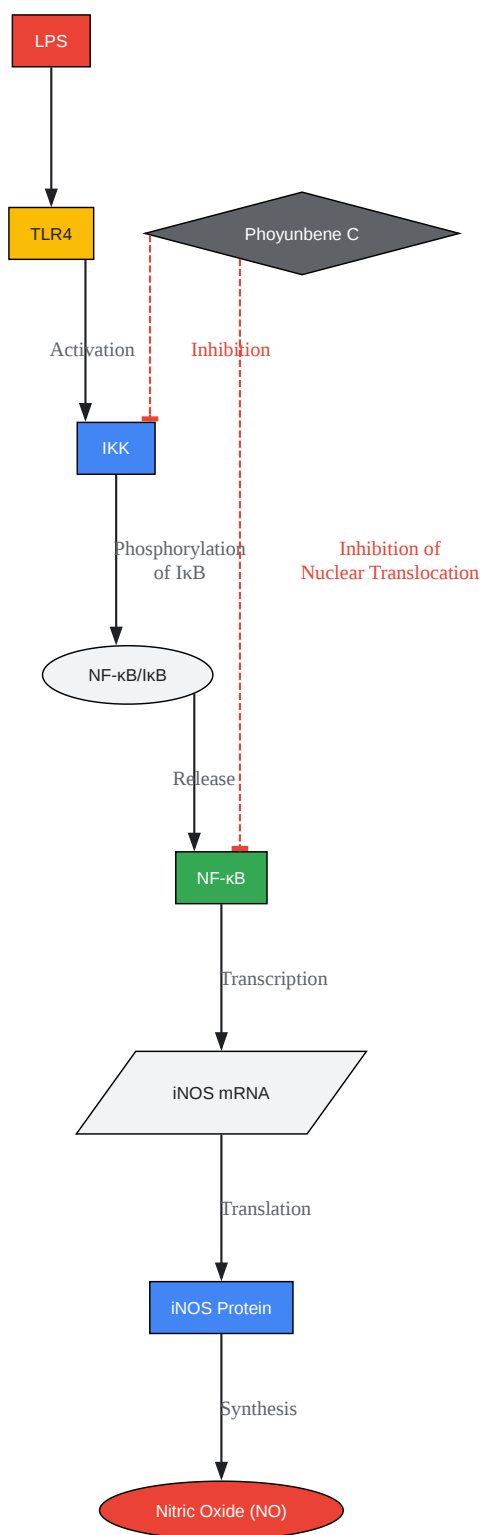 LPS
TLR4
Phoyunbene C
Activation
Inhibition
IKK
Phosphorylation
of IκB
Inhibition of
Nuclear Translocation
NF-κB/IκB
Release
NF-κB
Transcription
iNOS mRNA
Translation
iNOS Protein
Synthesis
Nitric Oxide (NO)